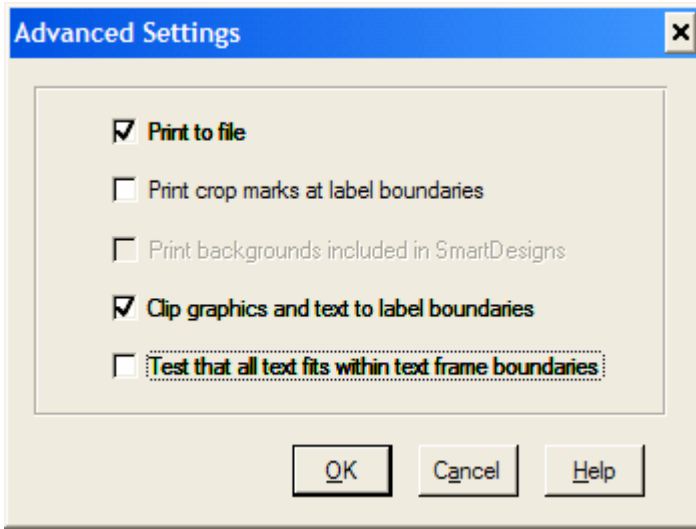 Advanced Settings
Print to file
Print crop marks at label boundaries
Print backgrounds included in SmartDesigns
Clip graphics and text to label boundaries
Test that all text fits within text frame boundaries
OK Cancel Help